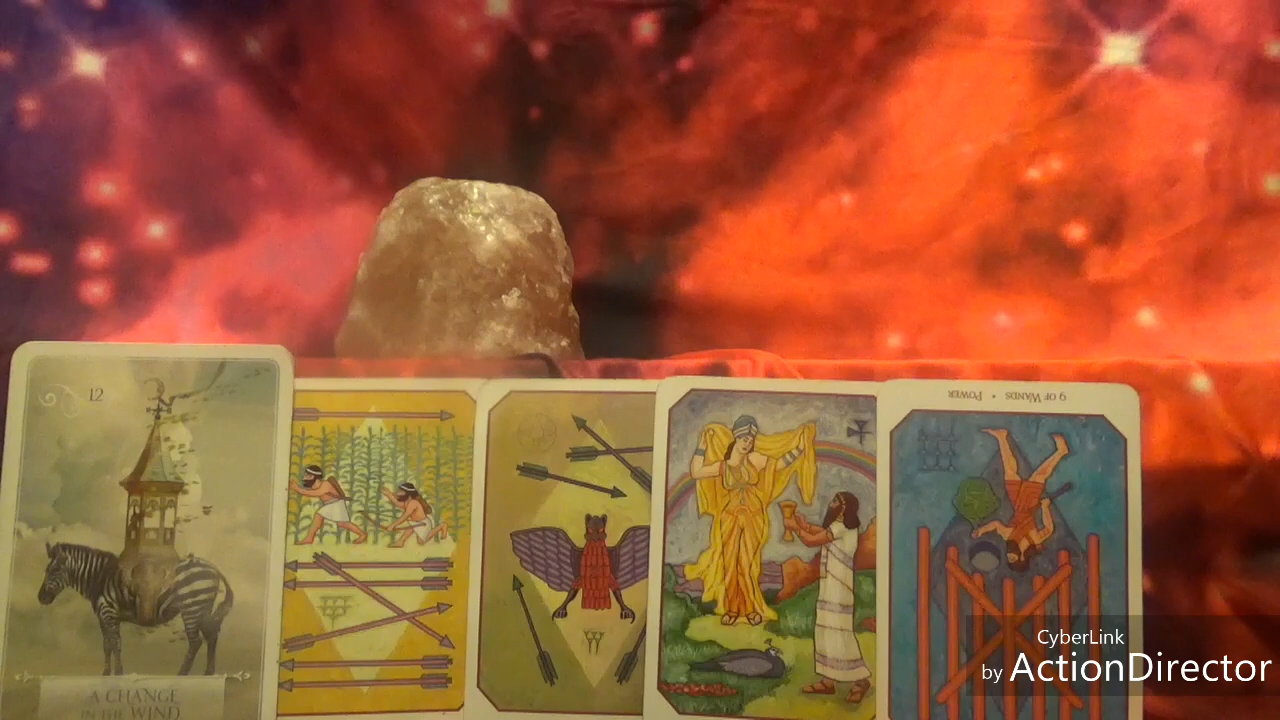 12
A CHANGE
IN THE WIND
9 OF WANDS • POWER
CyberLink
by ActionDirector